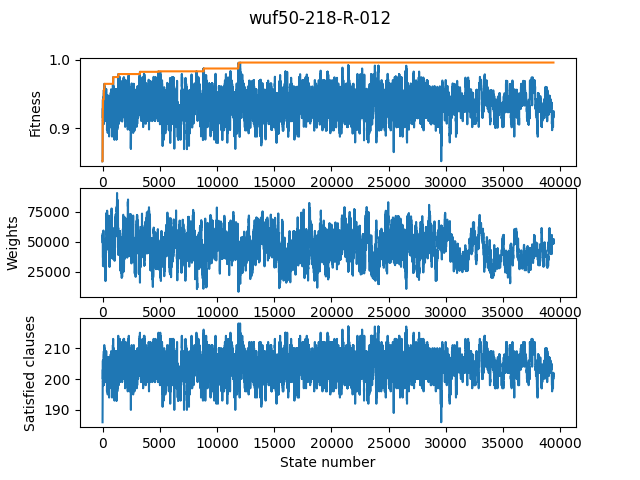 wuf50-218-R-012
1.0
0.9
Fitness
0 5000 10000 15000 20000 25000 30000 35000 40000
75000
50000
25000
Weights
0 5000 10000 15000 20000 25000 30000 35000 40000
210
200
190
Satisfied clauses
0 5000 10000 15000 20000 25000 30000 35000 40000
State number